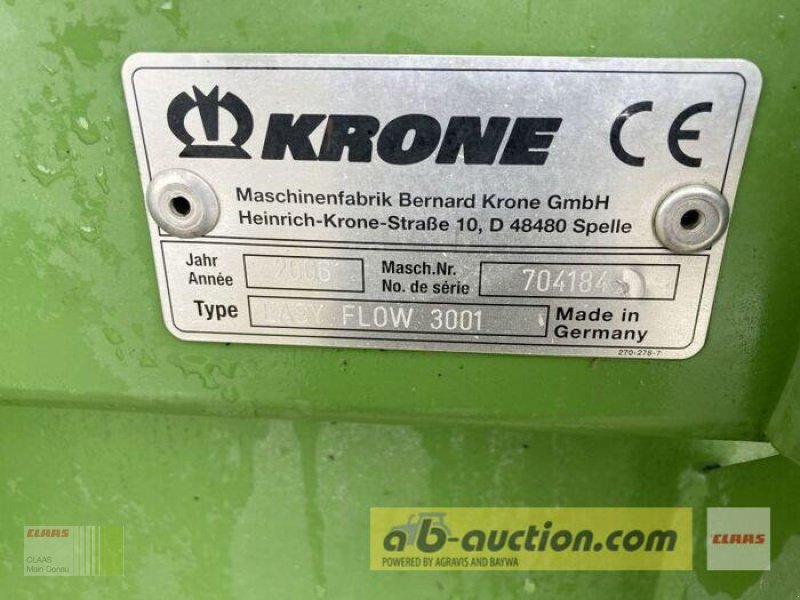 KRONE CE
Maschinenfabrik Bernard Krone GmbH
Heinrich-Krone-Straße 10, D 48480 Spelle
Jahr
Année
2006
Masch.Nr.
No. de série
704184
Type
EASY FLOW 3001
Made in
Germany
270-278-7
CLAAS
CLAAS
Main Donau
ab-auction.com
POWERED BY AGRAVIS AND BAYWA
CLAAS